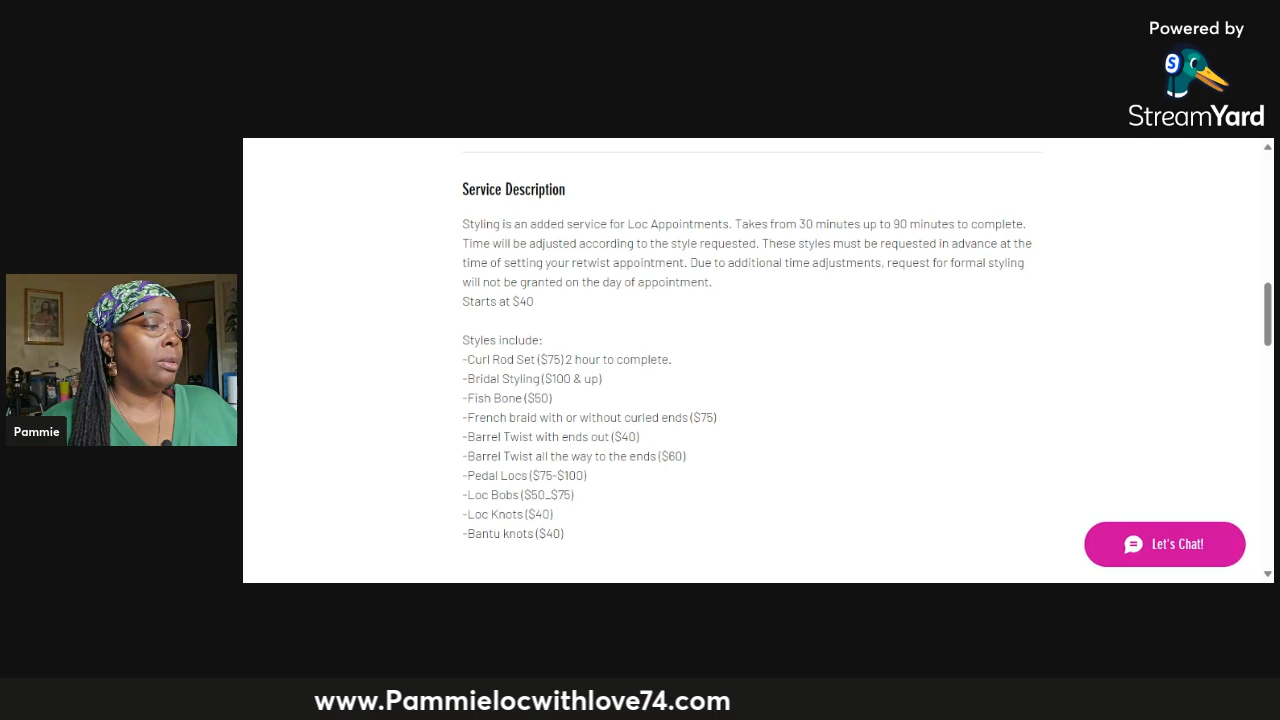 Powered by
S
StreamYard
Service Description
Styling is an added service for Loc Appointments. Takes from 30 minutes up to 90 minutes to complete.
Time will be adjusted according to the style requested. These styles must be requested in advance at the
time of setting your retwist appointment. Due to additional time adjustments, request for formal styling
will not be granted on the day of appointment.
Starts at $40
Styles include:
-Curl Rod Set ($75) 2 hour to complete.
-Bridal Styling ($100 & up)
-Fish Bone ($50)
-French braid with or without curled ends ($75)
-Barrel Twist with ends out ($40)
-Barrel Twist all the way to the ends ($60)
-Pedal Locs ($75-$100)
-Loc Bobs ($50_$75)
-Loc Knots ($40)
-Bantu knots ($40)
Let's Chat!
Pammie
www.Pammielocwithlove74.com